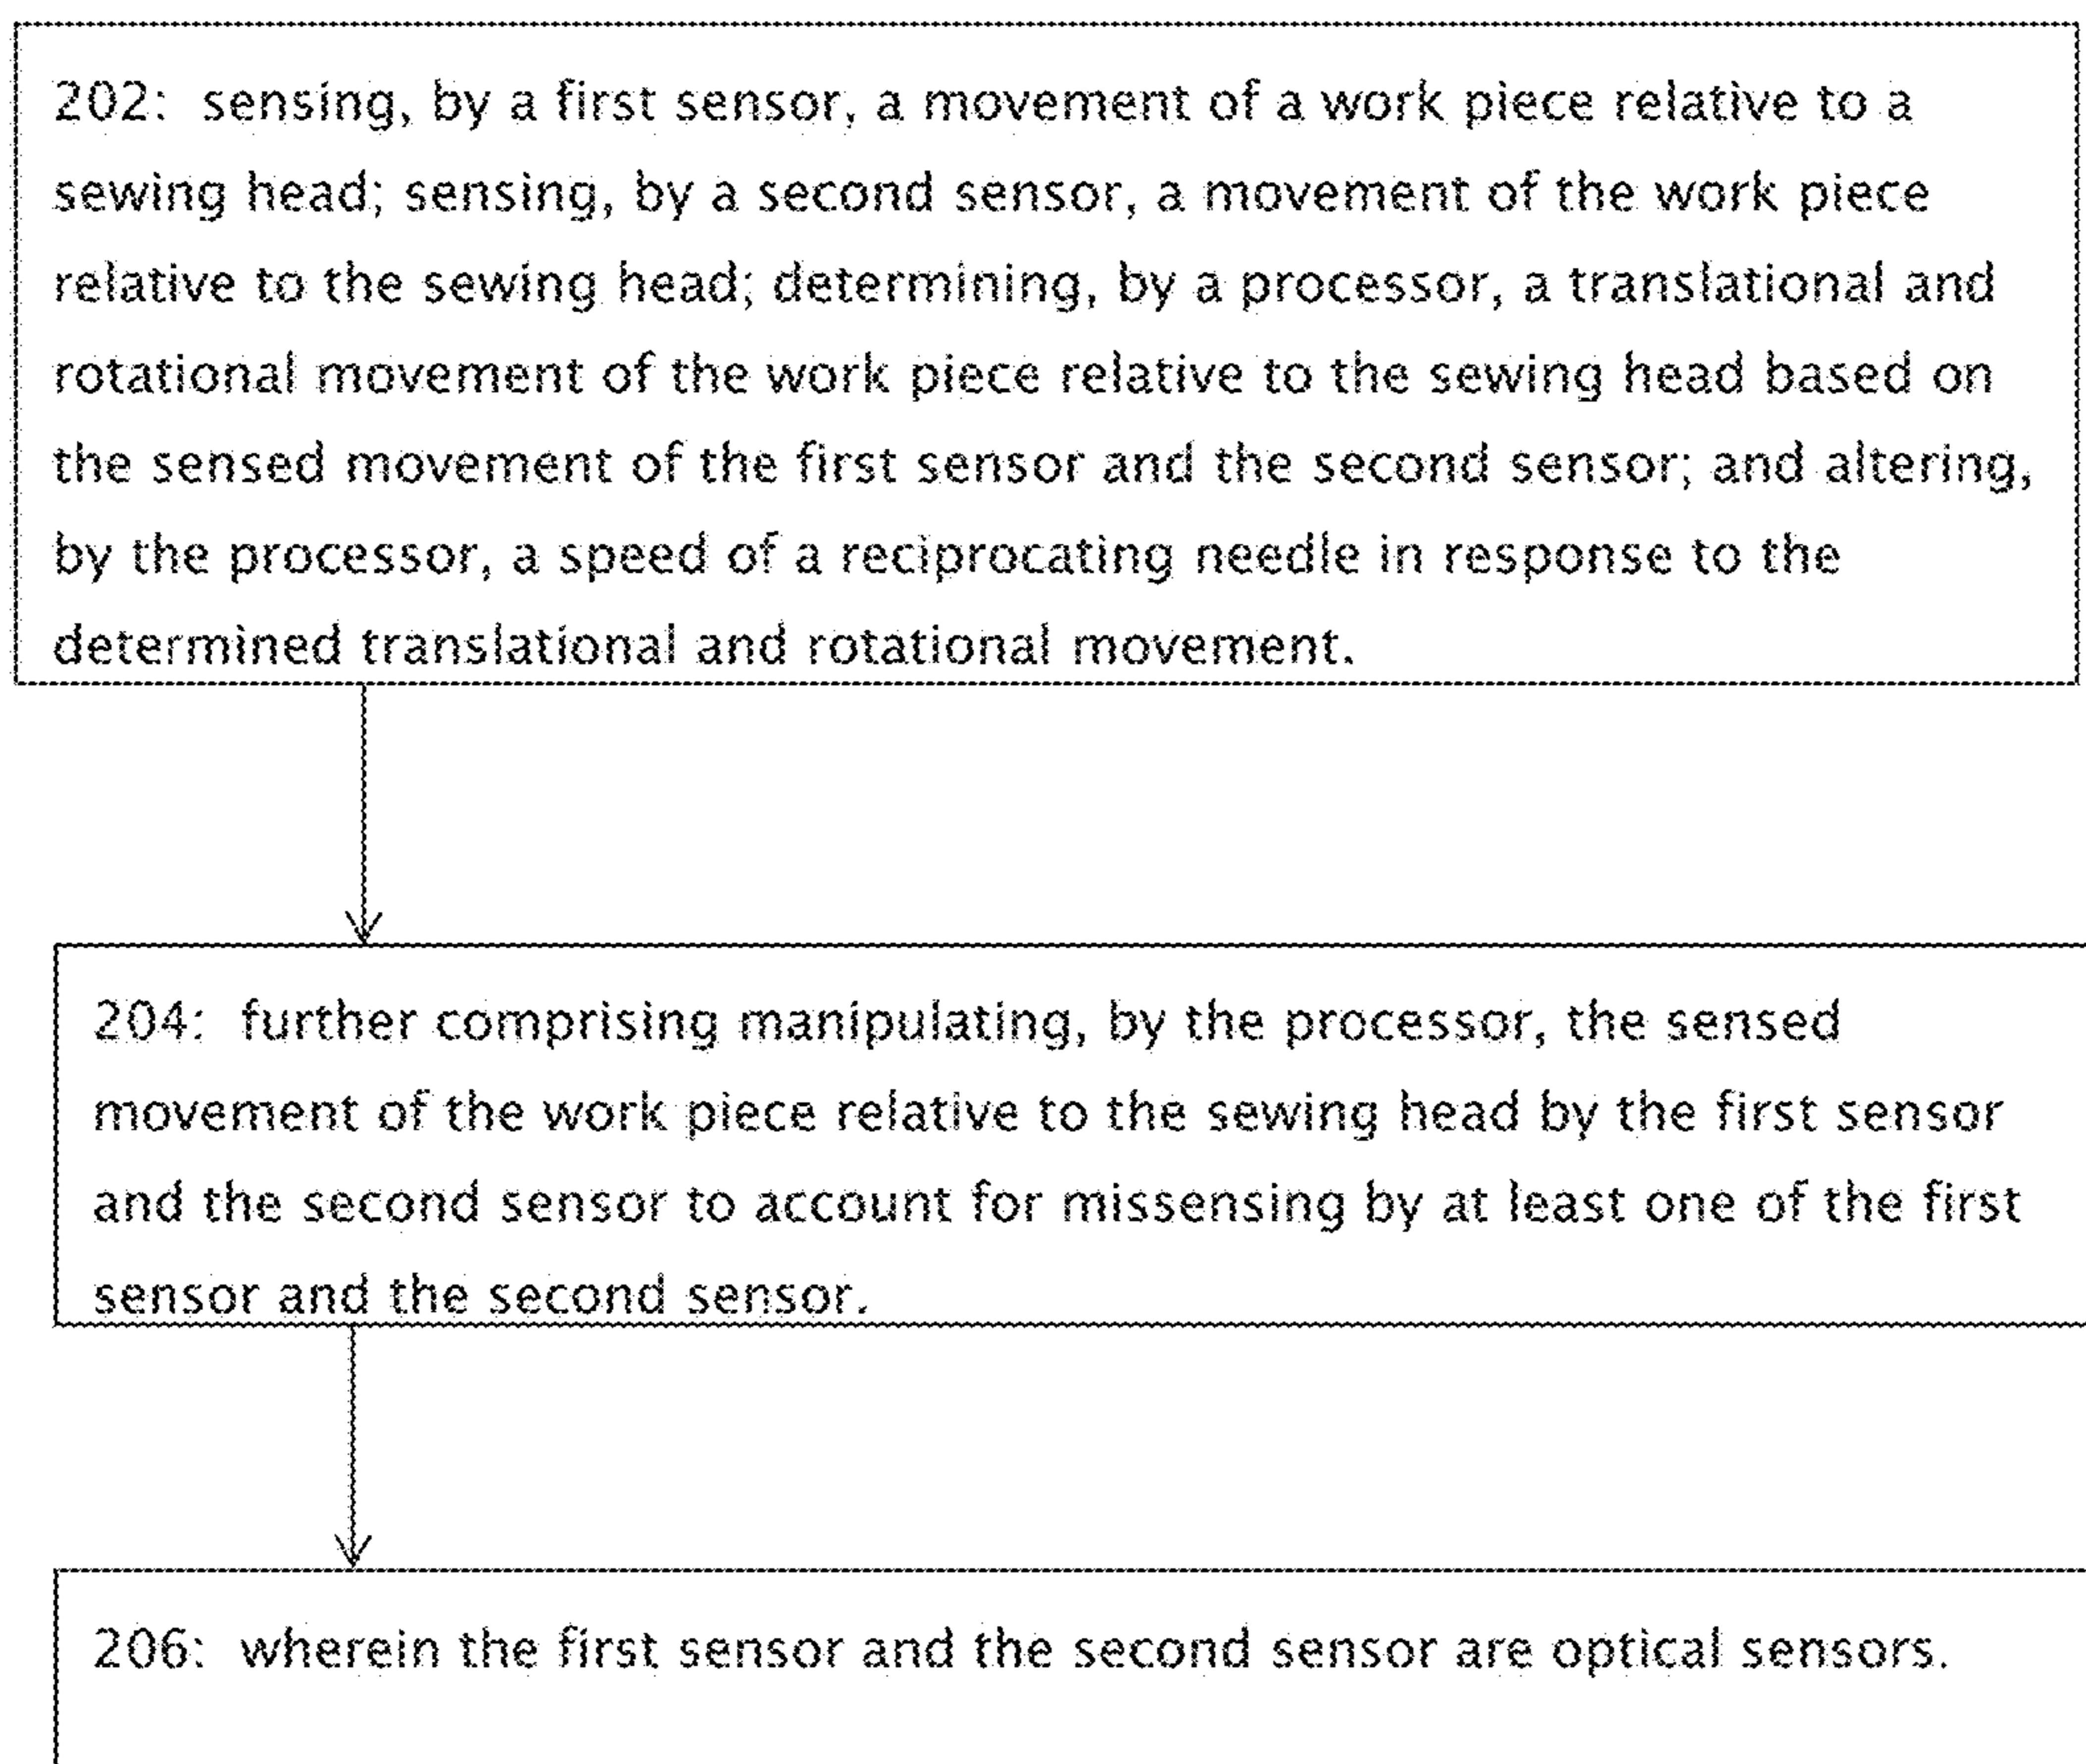 202: sensing, by a first sensor, a movement of a work piece relative to a
sewing head; sensing, by a second sensor, a movement of the work piece
relative to the sewing head; determining, by a processor, a translational and
rotational movement of the work piece relative to the sewing head based on
the sensed movement of the first sensor and the second sensor; and altering,
by the processor, a speed of a reciprocating needle in response to the
determined translational and rotational movement.
204: further comprising manipulating, by the processor, the sensed
movement of the work piece relative to the sewing head by the first sensor
and the second sensor to account for missensing by at least one of the first
sensor and the second sensor.
206: wherein the first sensor and the second sensor are optical sensors.